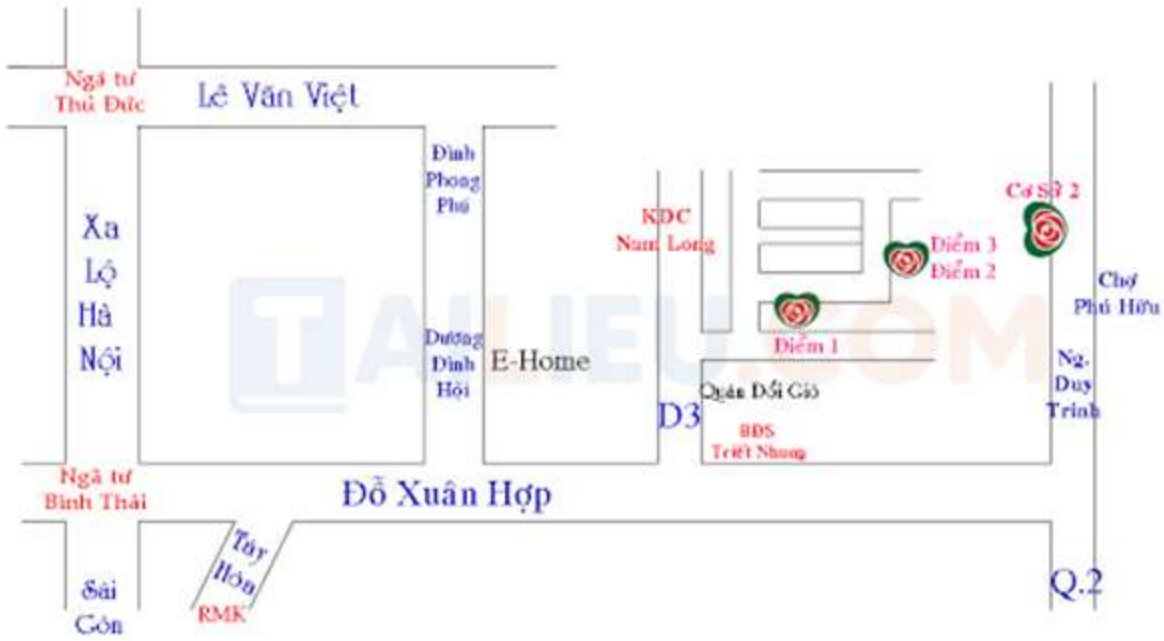 Ngã tư
Thủ Đức
Lê Văn Việt
Đình
Phong
Phú
Xa
Lộ
Hà
Nội
KDC
Nam Long
Cơ Sở 2
Điểm 3
Điểm 2
Chợ
Phú Hữu
TAILIEU.COM
Điểm 1
Dương
Đình
Hội
E-Home
Ng.
Duy
Trinh
Quán Đồi Gió
D3
BĐS
Triết Nhung
Ngã tư
Bình Thái
Đỗ Xuân Hợp
Tây
Hòa
RMK
Sài
Gòn
Q.2